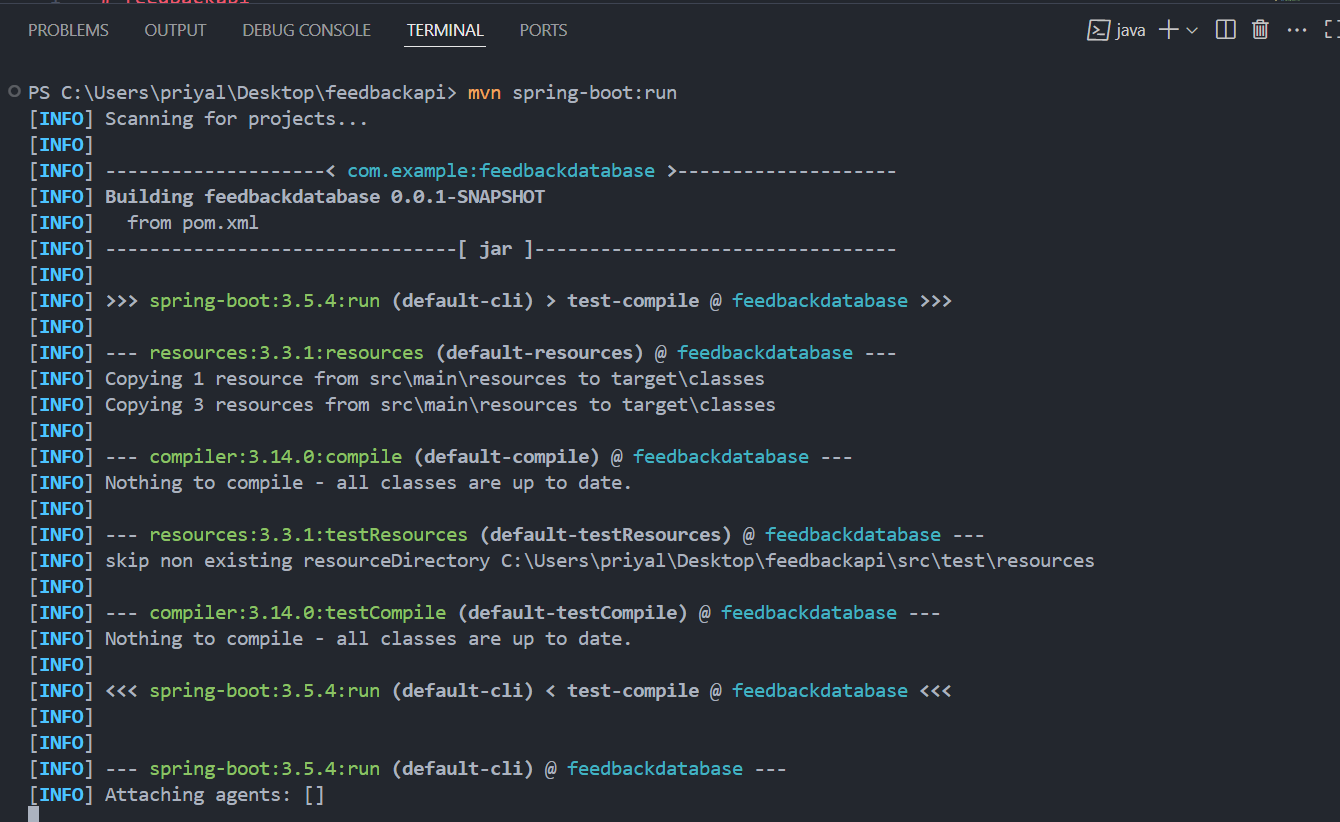 # feedbackapi
PROBLEMS OUTPUT DEBUG CONSOLE TERMINAL PORTS java
PS C:\Users\priyal\Desktop\feedbackapi> mvn spring-boot:run
[INFO] Scanning for projects...
[INFO]
[INFO] --------------------< com.example:feedbackdatabase >--------------------
[INFO] Building feedbackdatabase 0.0.1-SNAPSHOT
[INFO]   from pom.xml
[INFO] --------------------------------[ jar ]---------------------------------
[INFO]
[INFO] >>> spring-boot:3.5.4:run (default-cli) > test-compile @ feedbackdatabase >>>
[INFO]
[INFO] --- resources:3.3.1:resources (default-resources) @ feedbackdatabase ---
[INFO] Copying 1 resource from src\main\resources to target\classes
[INFO] Copying 3 resources from src\main\resources to target\classes
[INFO]
[INFO] --- compiler:3.14.0:compile (default-compile) @ feedbackdatabase ---
[INFO] Nothing to compile - all classes are up to date.
[INFO]
[INFO] --- resources:3.3.1:testResources (default-testResources) @ feedbackdatabase ---
[INFO] skip non existing resourceDirectory C:\Users\priyal\Desktop\feedbackapi\src\test\resources
[INFO]
[INFO] --- compiler:3.14.0:testCompile (default-testCompile) @ feedbackdatabase ---
[INFO] Nothing to compile - all classes are up to date.
[INFO]
[INFO] <<< spring-boot:3.5.4:run (default-cli) < test-compile @ feedbackdatabase <<<
[INFO]
[INFO]
[INFO] --- spring-boot:3.5.4:run (default-cli) @ feedbackdatabase ---
[INFO] Attaching agents: []